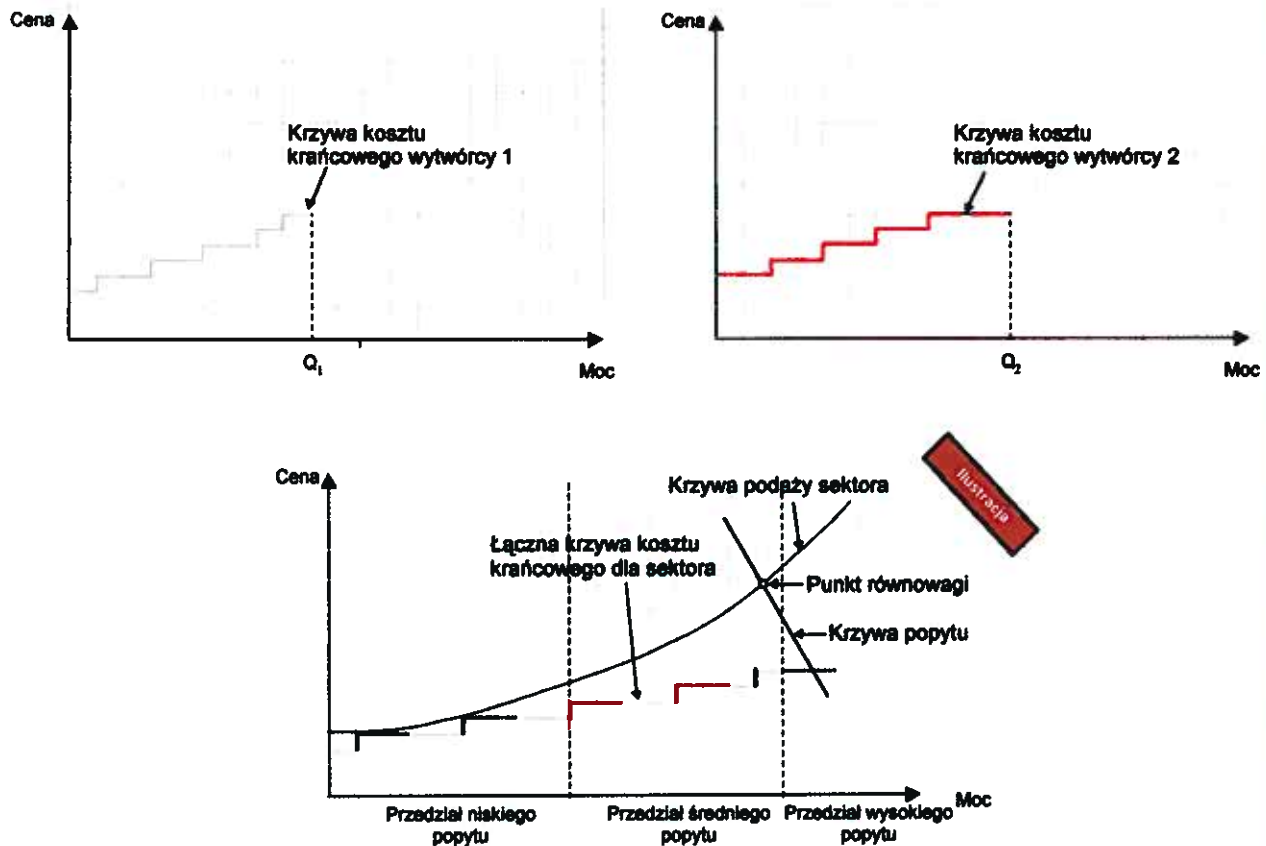 Cena
Krzywa kosztu
krańcowego wytwórcy 1
Q₁
Moc
Cena
Krzywa kosztu
krańcowego wytwórcy 2
Q₂
Moc
Ilustracja
Cena
Krzywa podaży sektora
Łączna krzywa kosztu
krańcowego dla sektora
Punkt równowagi
Krzywa popytu
Moc
Przedział niskiego
popytu
Przedział średniego
popytu
Przedział wysokiego
popytu